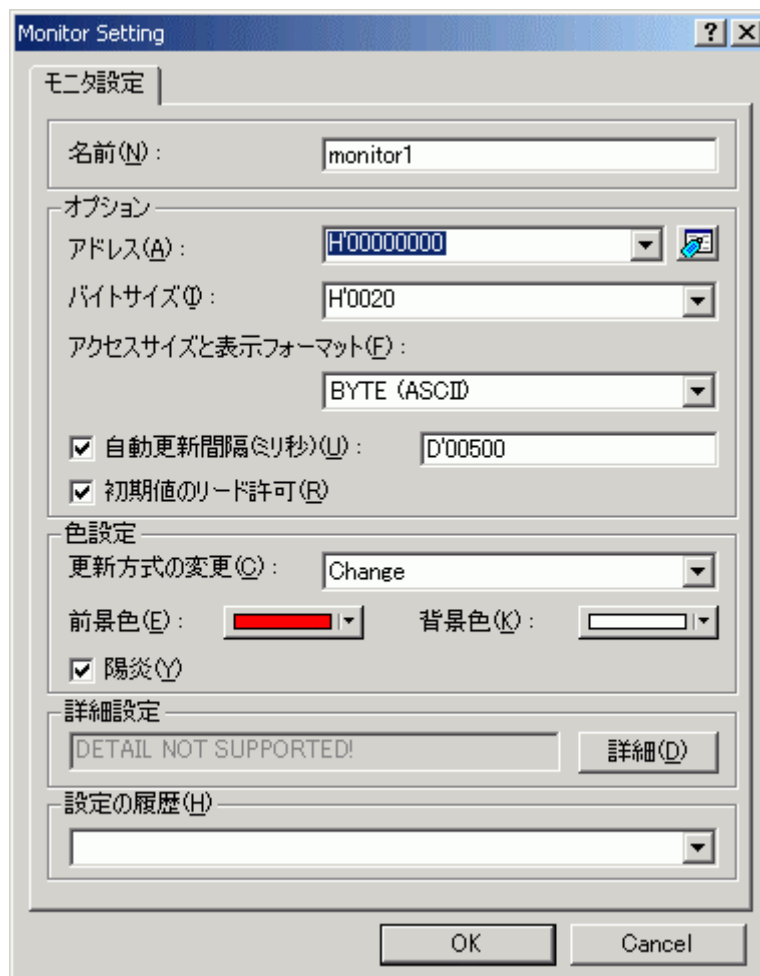 Monitor Setting
モニタ設定
名前(N) : monitor1
オプション
アドレス(A) : H'00000000
バイトサイズ(I) : H'0020
アクセスサイズと表示フォーマット(F) :
BYTE (ASCII)
自動更新間隔(ミリ秒)(U) : D'00500
初期値のリード許可(R)
色設定
更新方式の変更(C) : Change
前景色(E) : 背景色(K) :
陽炎(Y)
詳細設定
DETAIL NOT SUPPORTED! 詳細(D)
設定の履歴(H)
OK Cancel